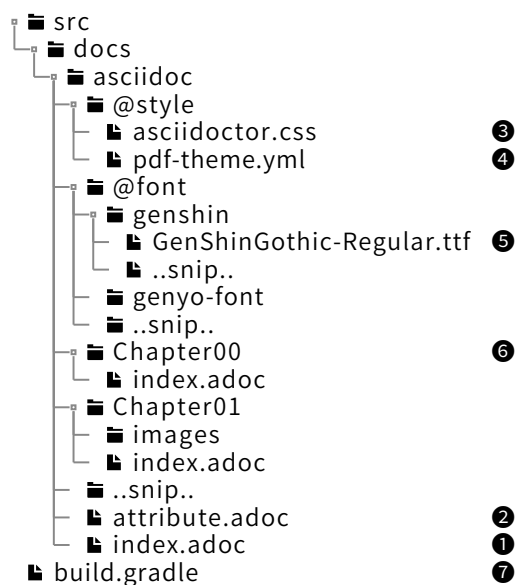 src
docs
asciidoc
@style
asciidoctor.css ❸
pdf-theme.yml ❹
@font
genshin
GenShinGothic-Regular.ttf ❺
..snip..
genyo-font
..snip..
Chapter00 ❻
index.adoc
Chapter01
images
index.adoc
..snip..
attribute.adoc ❷
index.adoc ❶
build.gradle ❼